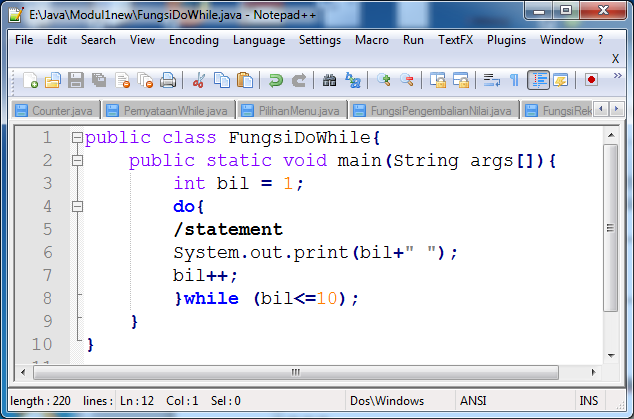 E:\Java\Modul1new\FungsiDoWhile.java - Notepad++
File Edit Search View Encoding Language Settings Macro Run TextFX Plugins Window ?
X
Counter.java PernyataanWhile.java PilihanMenu.java FungsiPengembalianNilai.java FungsiRek
1 public class FungsiDoWhile{
2 public static void main(String args[]){
3 int bil = 1;
4 do{
5 /statement
6 System.out.print(bil+" ");
7 bil++;
8 }while (bil<=10);
9 }
10 }
11
length : 220 lines : Ln : 12 Col : 1 Sel : 0 Dos\Windows ANSI INS